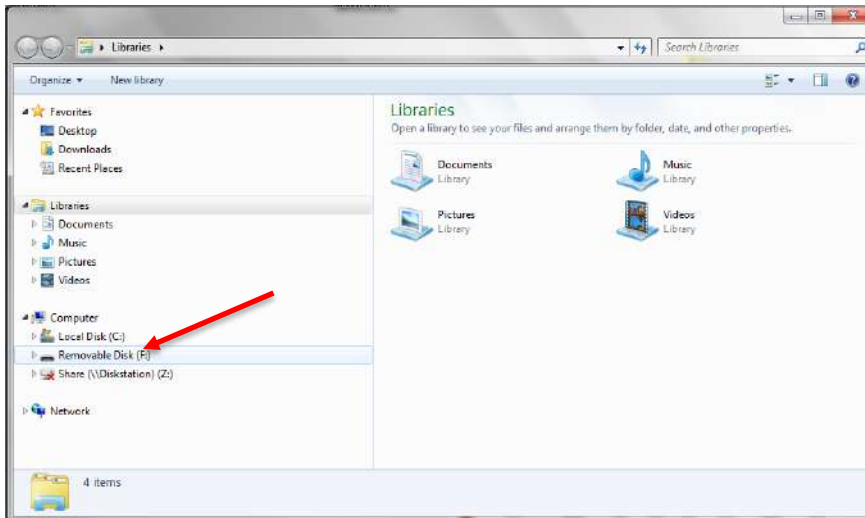 Libraries
Search Libraries
Organize
New library
Favorites
Desktop
Downloads
Recent Places
Libraries
Documents
Music
Pictures
Videos
Computer
Local Disk (C:)
Removable Disk (F:)
Share (\\Diskstation) (Z:)
Network
Libraries
Open a library to see your files and arrange them by folder, date, and other properties.
Documents
Library
Music
Library
Pictures
Library
Videos
Library
4 items